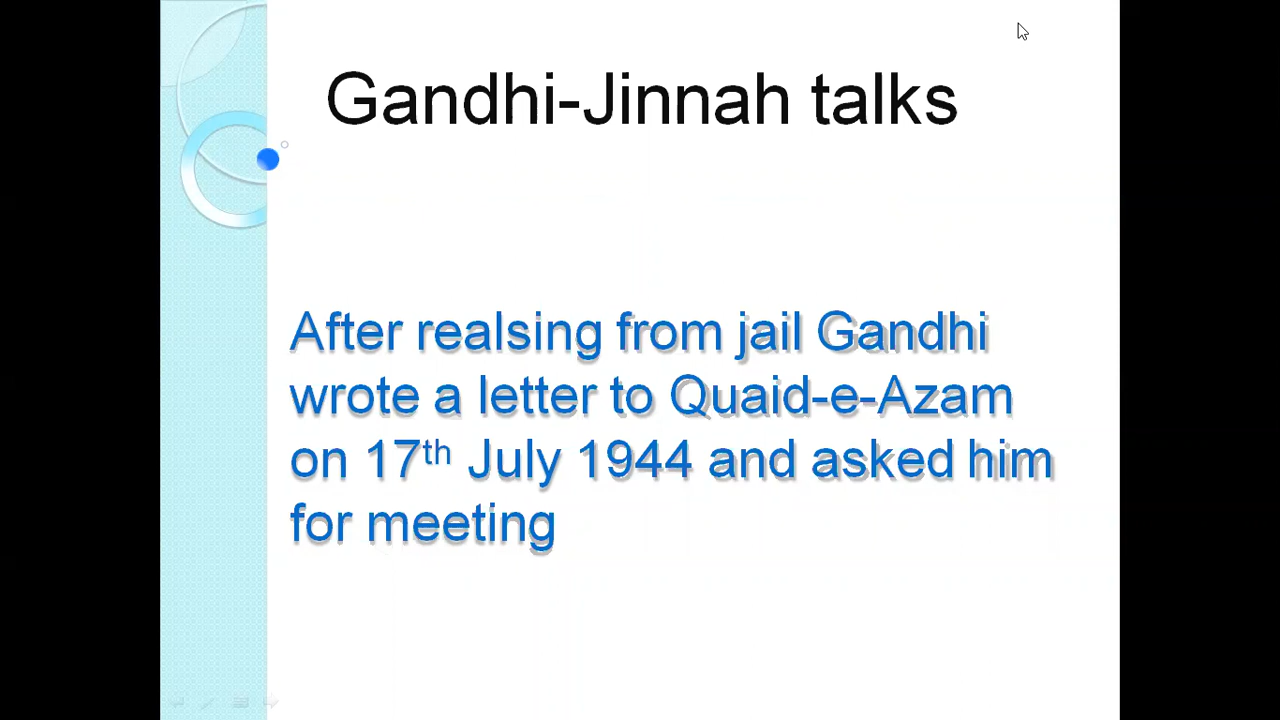 Gandhi-Jinnah talks
After realsing from jail Gandhi
wrote a letter to Quaid-e-Azam
on 17th July 1944 and asked him
for meeting